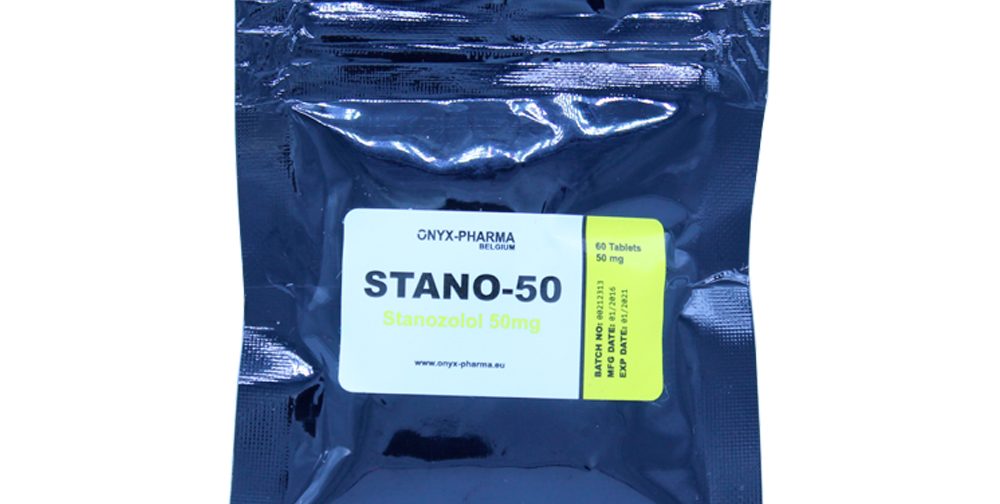 ONYX-PHARMA
BELGIUM
STANO-50
Stanozolol 50mg
www.onyx-pharma.eu
60 Tablets
50 mg
BATCH NO: 00212313
MFG DATE: 01/2016
EXP DATE: 01/2021